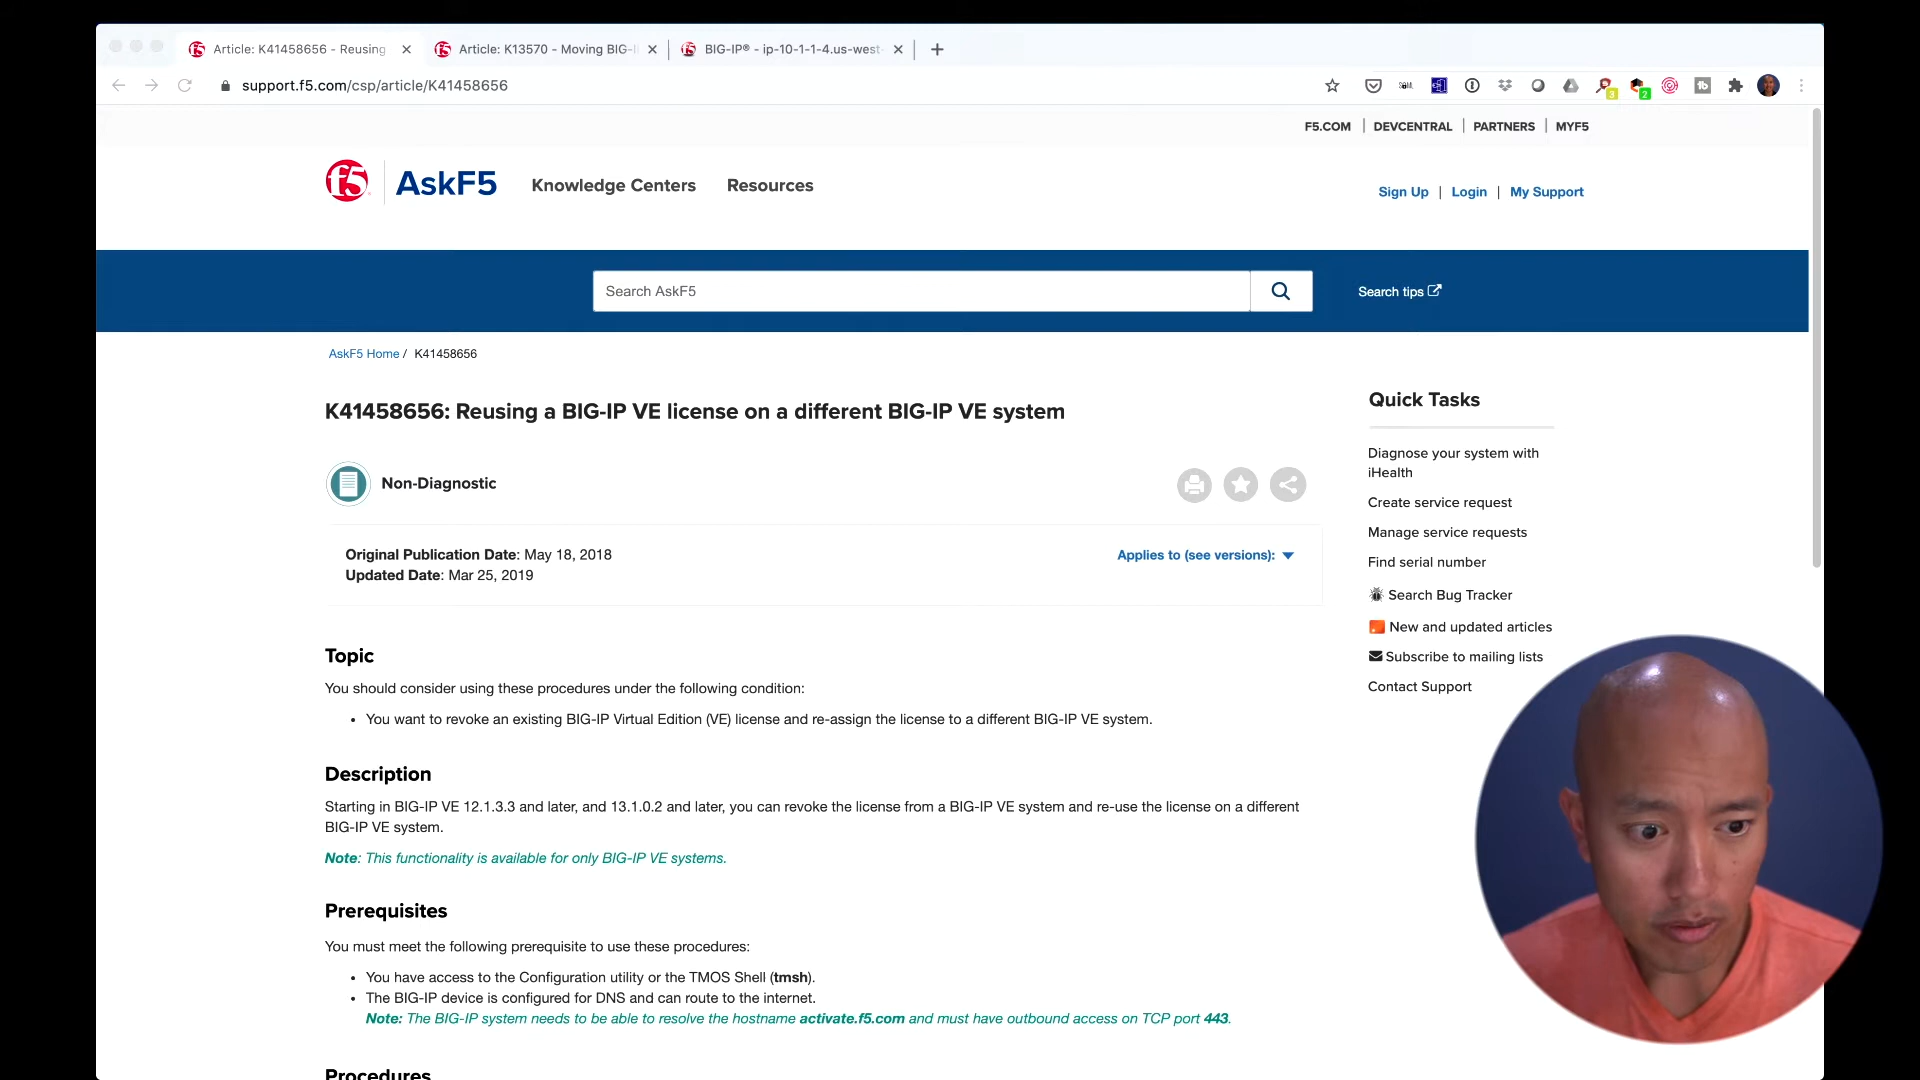 Article: K41458656 - Reusing
Article: K13570 - Moving BIG-I
BIG-IP® - ip-10-1-1-4.us-west-
support.f5.com/csp/article/K41458656
3
2
F5.COM | DEVCENTRAL | PARTNERS | MYF5
f5 AskF5 Knowledge Centers Resources
Sign Up | Login | My Support
Search AskF5
Search tips
AskF5 Home / K41458656
K41458656: Reusing a BIG-IP VE license on a different BIG-IP VE system
Non-Diagnostic
Original Publication Date: May 18, 2018
Updated Date: Mar 25, 2019
Applies to (see versions):
Topic
You should consider using these procedures under the following condition:
• You want to revoke an existing BIG-IP Virtual Edition (VE) license and re-assign the license to a different BIG-IP VE system.
Description
Starting in BIG-IP VE 12.1.3.3 and later, and 13.1.0.2 and later, you can revoke the license from a BIG-IP VE system and re-use the license on a different
BIG-IP VE system.
Note: This functionality is available for only BIG-IP VE systems.
Prerequisites
You must meet the following prerequisite to use these procedures:
• You have access to the Configuration utility or the TMOS Shell (tmsh).
• The BIG-IP device is configured for DNS and can route to the internet.
Note: The BIG-IP system needs to be able to resolve the hostname activate.f5.com and must have outbound access on TCP port 443.
Procedures
Quick Tasks
Diagnose your system with
iHealth
Create service request
Manage service requests
Find serial number
Search Bug Tracker
New and updated articles
Subscribe to mailing lists
Contact Support